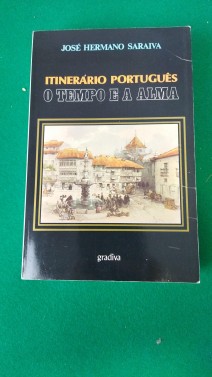 JOSÉ HERMANO SARAIVA
ITINERÁRIO PORTUGUÊS
O TEMPO E A ALMA
gradiva